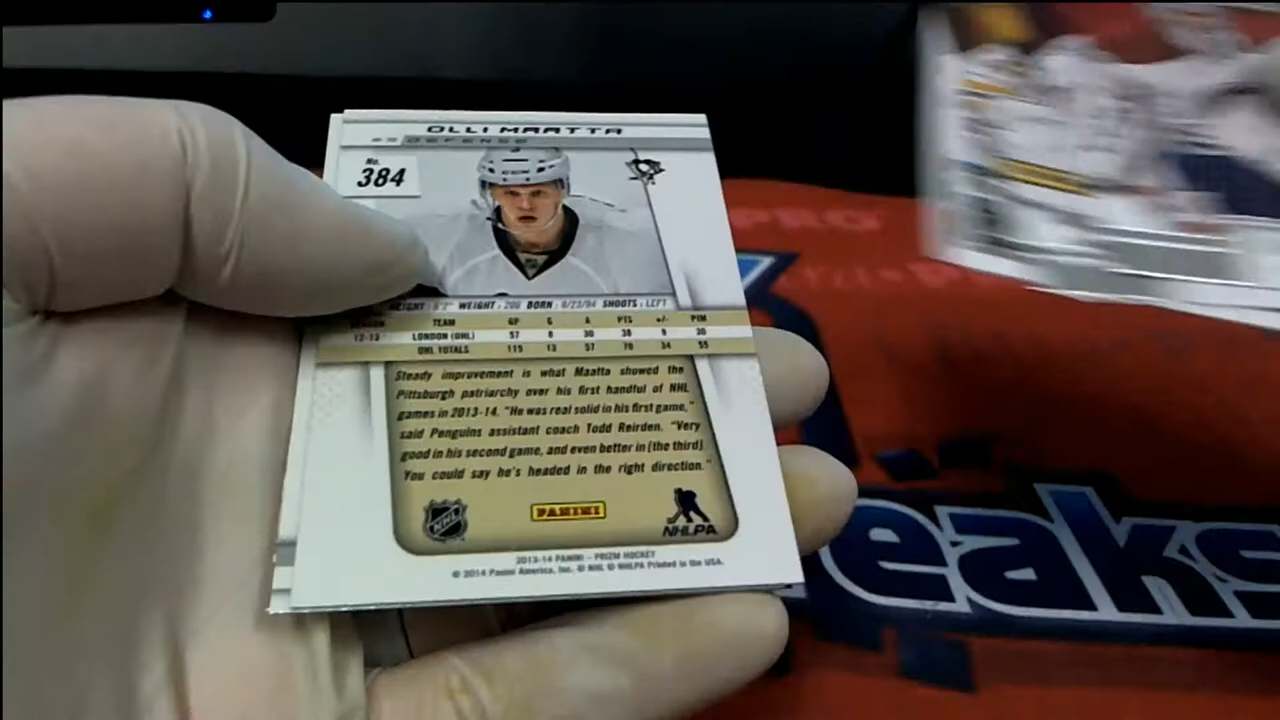 OLLI MAATTA
DEFENSE
No.
384
HEIGHT: 6'2" WEIGHT: 206 BORN: 8/22/94 SHOOTS: LEFT
TEAM GP G A PTS +/- PIM
12-13 LONDON (OHL) 57 8 30 38 9 30
OHL TOTALS 115 13 57 70 34 55
Steady improvement is what Maatta showed the
Pittsburgh patriarchy over his first handful of NHL
games in 2013-14. "He was real solid in his first game,"
said Penguins assistant coach Todd Reirden. "Very
good in his second game, and even better in (the third)
You could say he's headed in the right direction."
NHL
PANINI
NHLPA
2013-14 PANINI - PRIZM HOCKEY
© 2014 Panini America, Inc. © NHL © NHLPA Printed in the USA.
PRO
eaks